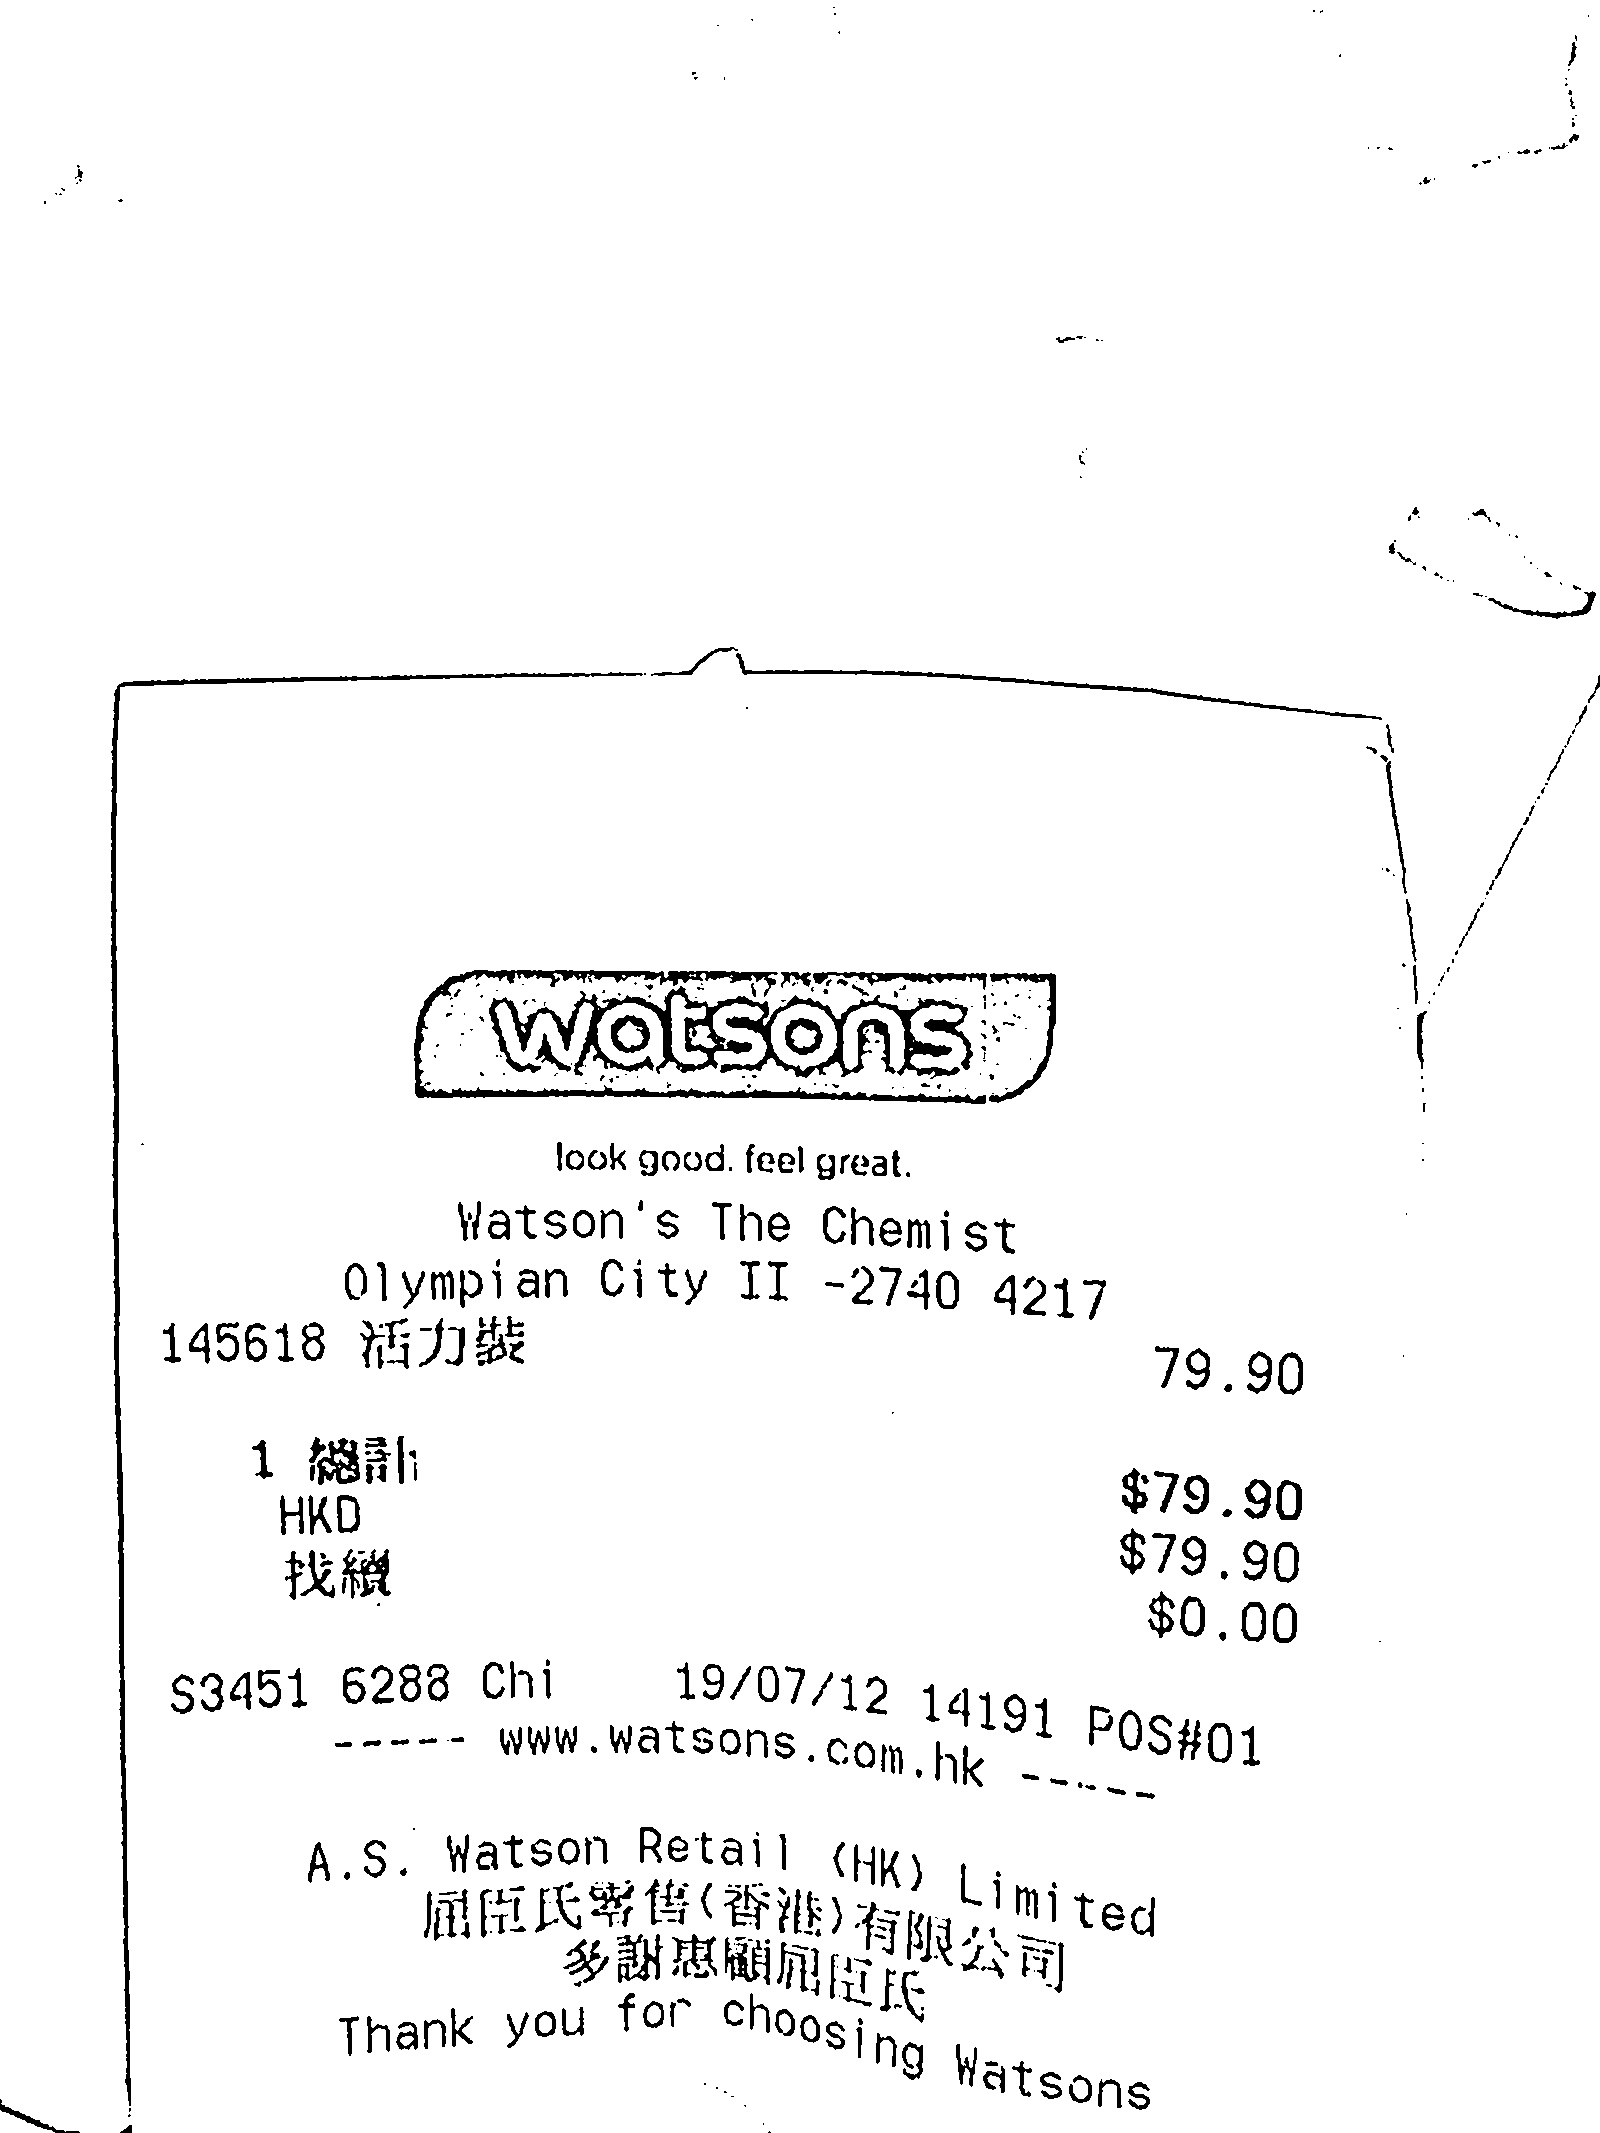 watsons
look good. feel great.
Watson's The Chemist
Olympian City II -2740 4217
145618 活力裝 79.90
1 總計 $79.90
HKD $79.90
找續 $0.00
S3451 6288 Chi 19/07/12 14191 POS#01
----- www.watsons.com.hk -----
A.S. Watson Retail (HK) Limited
屈臣氏零售(香港)有限公司
多謝惠顧屈臣氏
Thank you for choosing Watsons